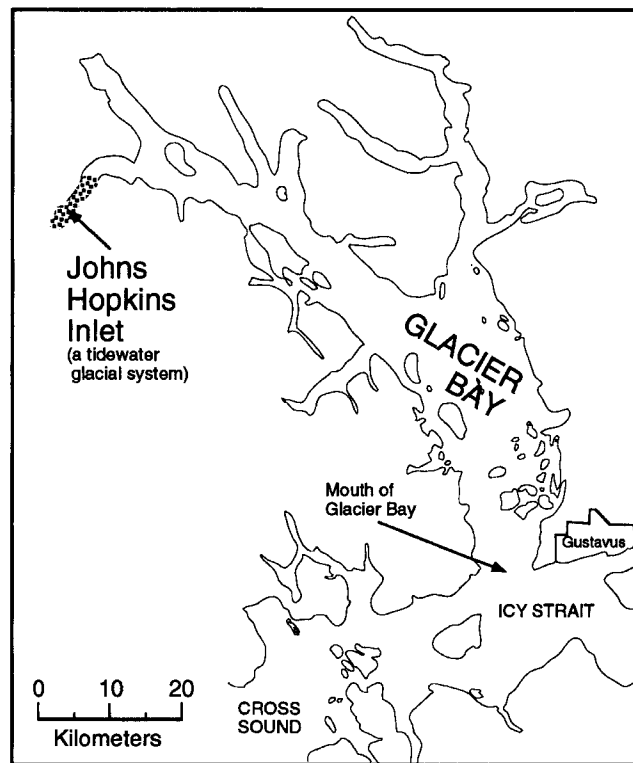 Johns
Hopkins
Inlet
(a tidewater
glacial system)
GLACIER
BAY
Mouth of
Glacier Bay
Gustavus
ICY STRAIT
CROSS
SOUND
0 10 20
Kilometers